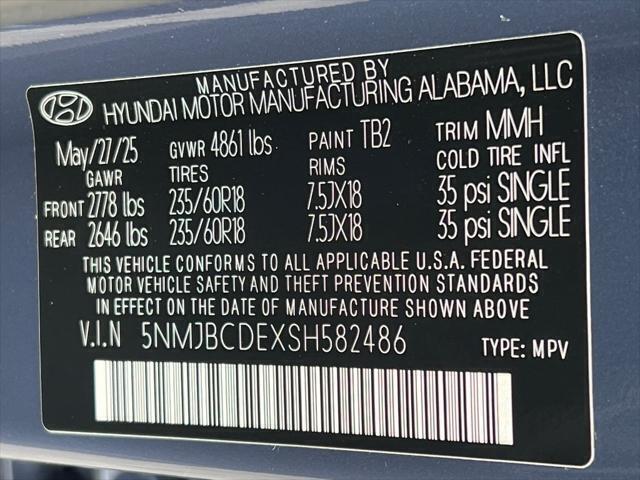 MANUFACTURED BY
HYUNDAI MOTOR MANUFACTURING ALABAMA, LLC
May/27/25 GVWR 4861 lbs PAINT TB2 TRIM MMH
GAWR TIRES RIMS COLD TIRE INFL
FRONT 2778 lbs 235/60R18 7.5JX18 35 psi SINGLE
REAR 2646 lbs 235/60R18 7.5JX18 35 psi SINGLE
THIS VEHICLE CONFORMS TO ALL APPLICABLE U.S.A. FEDERAL
MOTOR VEHICLE SAFETY AND THEFT PREVENTION STANDARDS
IN EFFECT ON THE DATE OF MANUFACTURE SHOWN ABOVE.
V.I.N 5NMJBCDEXSH582486 TYPE: MPV